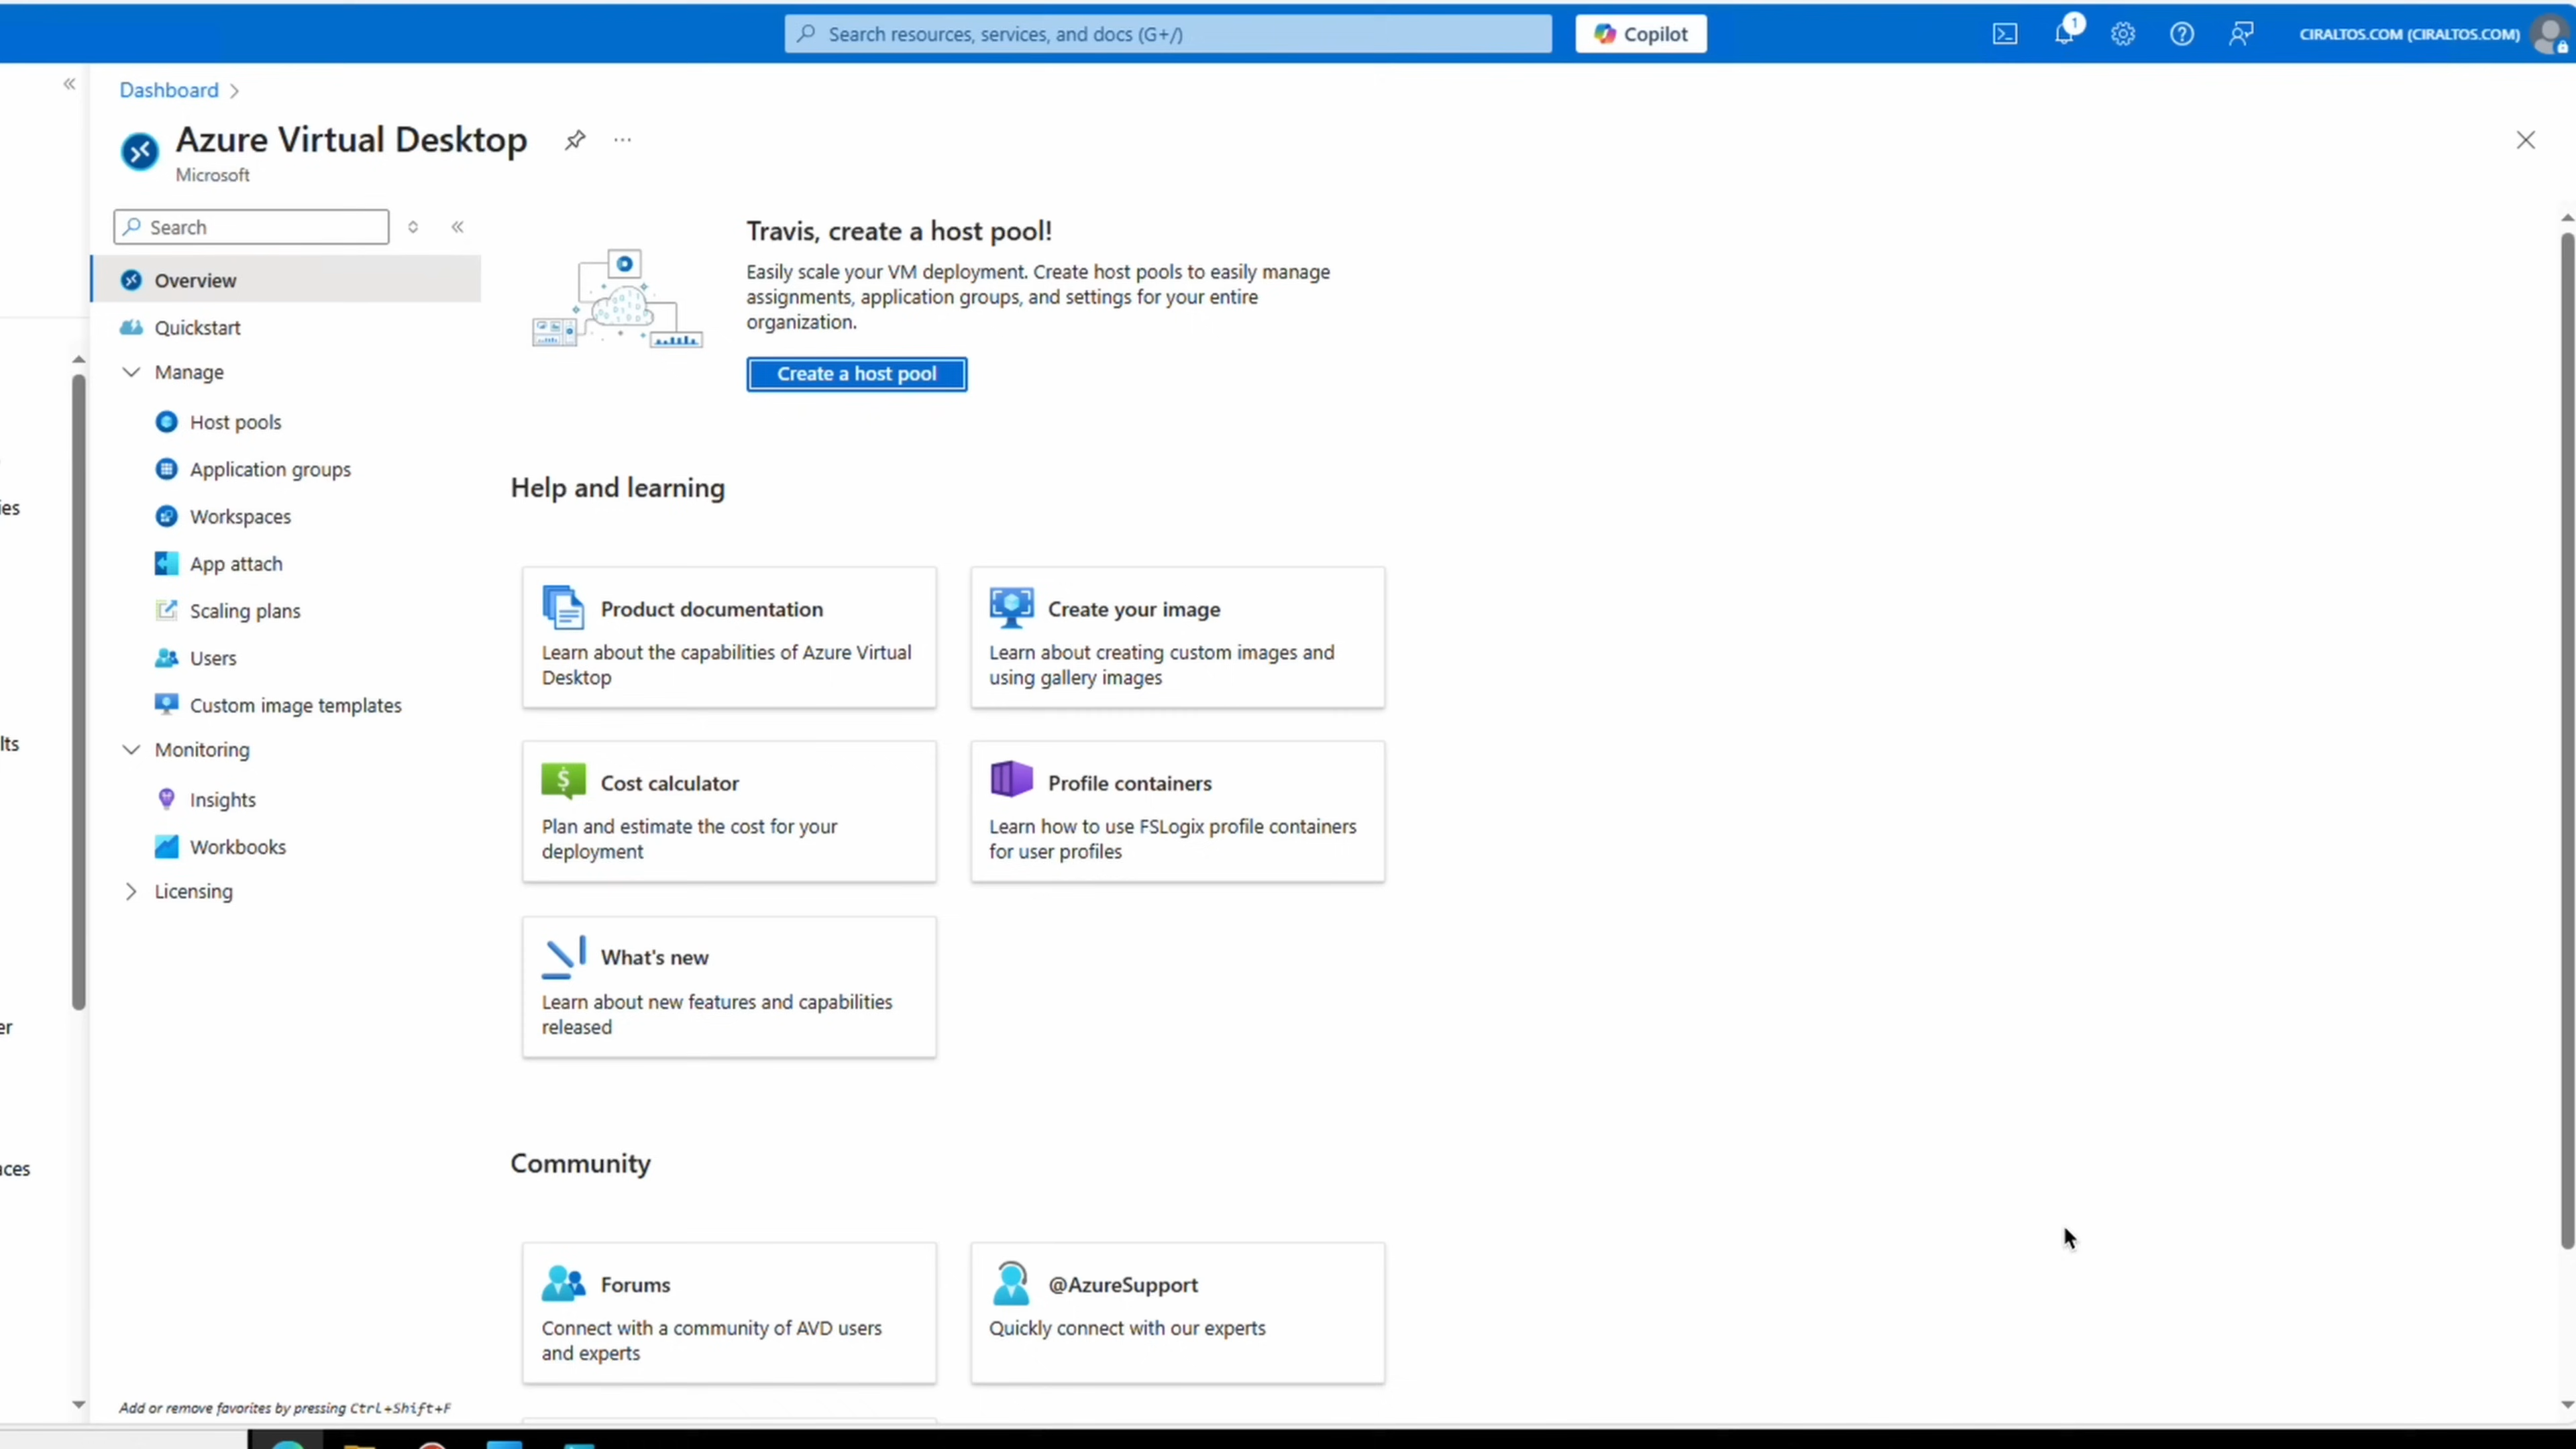 Search resources, services, and docs (G+/)
Copilot
1
CIRALTOS.COM (CIRALTOS.COM)
Dashboard
Azure Virtual Desktop
...
Microsoft
Search
Overview
Quickstart
Manage
Host pools
Application groups
Workspaces
App attach
Scaling plans
Users
Custom image templates
Monitoring
Insights
Workbooks
Licensing
Add or remove favorites by pressing Ctrl+Shift+F
ies
lts
er
aces
Travis, create a host pool!
Easily scale your VM deployment. Create host pools to easily manage
assignments, application groups, and settings for your entire
organization.
Create a host pool
Help and learning
Product documentation
Learn about the capabilities of Azure Virtual
Desktop
Create your image
Learn about creating custom images and
using gallery images
Cost calculator
Plan and estimate the cost for your
deployment
Profile containers
Learn how to use FSLogix profile containers
for user profiles
What's new
Learn about new features and capabilities
released
Community
Forums
Connect with a community of AVD users
and experts
@AzureSupport
Quickly connect with our experts